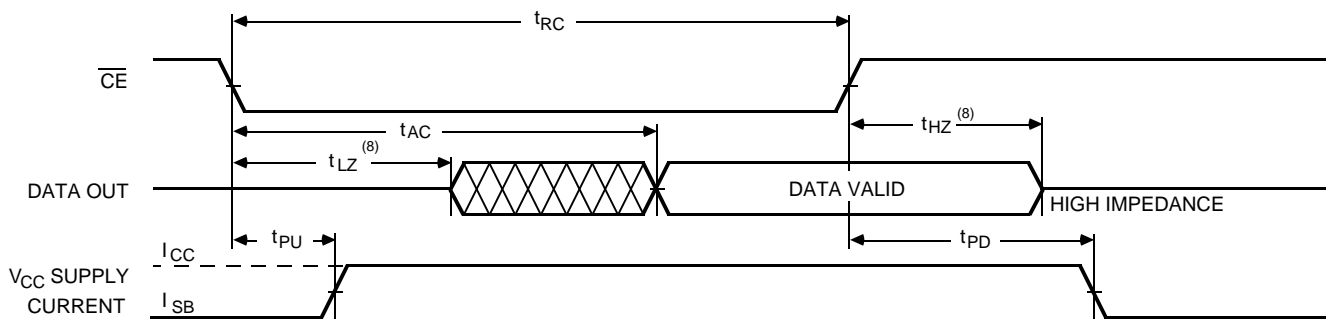 tRC
CE
tAC
tHZ (8)
tLZ (8)
DATA OUT
DATA VALID
HIGH IMPEDANCE
tPU
tPD
ICC
VCC SUPPLY
CURRENT
ISB